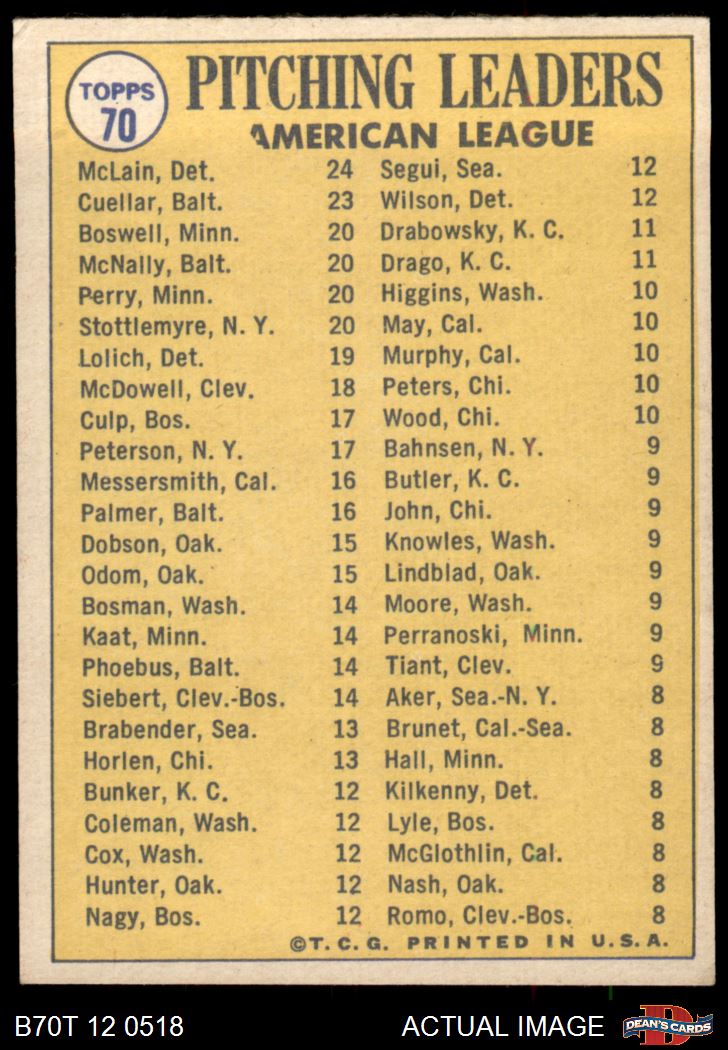 TOPPS
70
PITCHING LEADERS
AMERICAN LEAGUE
McLain, Det. 24
Cuellar, Balt. 23
Boswell, Minn. 20
McNally, Balt. 20
Perry, Minn. 20
Stottlemyre, N. Y. 20
Lolich, Det. 19
McDowell, Clev. 18
Culp, Bos. 17
Peterson, N. Y. 17
Messersmith, Cal. 16
Palmer, Balt. 16
Dobson, Oak. 15
Odom, Oak. 15
Bosman, Wash. 14
Kaat, Minn. 14
Phoebus, Balt. 14
Siebert, Clev.-Bos. 14
Brabender, Sea. 13
Horlen, Chi. 13
Bunker, K. C. 12
Coleman, Wash. 12
Cox, Wash. 12
Hunter, Oak. 12
Nagy, Bos. 12
Segui, Sea. 12
Wilson, Det. 12
Drabowsky, K. C. 11
Drago, K. C. 11
Higgins, Wash. 10
May, Cal. 10
Murphy, Cal. 10
Peters, Chi. 10
Wood, Chi. 10
Bahnsen, N. Y. 9
Butler, K. C. 9
John, Chi. 9
Knowles, Wash. 9
Lindblad, Oak. 9
Moore, Wash. 9
Perranoski, Minn. 9
Tiant, Clev. 9
Aker, Sea.-N. Y. 8
Brunet, Cal.-Sea. 8
Hall, Minn. 8
Kilkenny, Det. 8
Lyle, Bos. 8
McGlothlin, Cal. 8
Nash, Oak. 8
Romo, Clev.-Bos. 8
©T. C. G. PRINTED IN U. S. A.
B70T 12 0518
ACTUAL IMAGE
D
DEAN'S CARDS